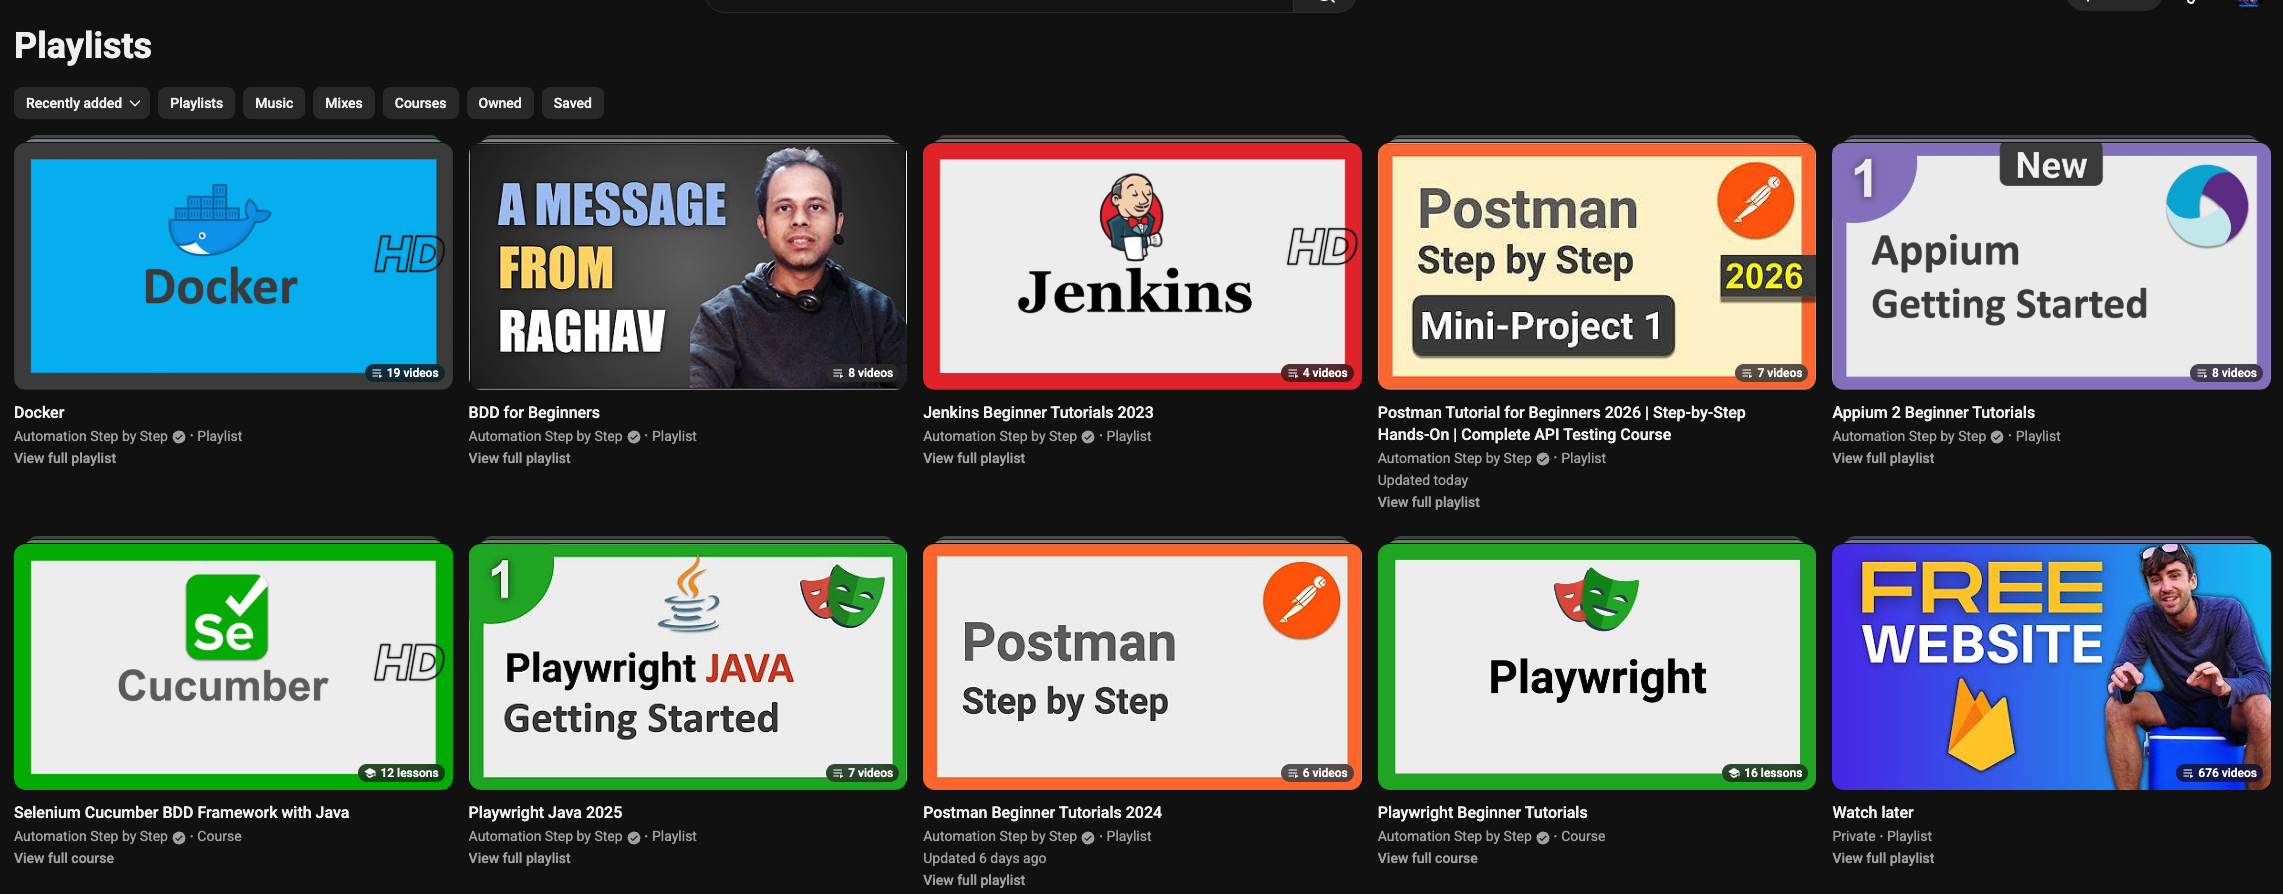 Playlists
Recently added
Playlists
Music
Mixes
Courses
Owned
Saved
Docker
HD
19 videos
Docker
Automation Step by Step · Playlist
View full playlist
A MESSAGE
FROM
RAGHAV
8 videos
BDD for Beginners
Automation Step by Step · Playlist
View full playlist
Jenkins
HD
4 videos
Jenkins Beginner Tutorials 2023
Automation Step by Step · Playlist
View full playlist
Postman
Step by Step
2026
Mini-Project 1
7 videos
Postman Tutorial for Beginners 2026 | Step-by-Step
Hands-On | Complete API Testing Course
Automation Step by Step · Playlist
Updated today
View full playlist
1
New
Appium
Getting Started
8 videos
Appium 2 Beginner Tutorials
Automation Step by Step · Playlist
View full playlist
Se
Cucumber
HD
12 lessons
Selenium Cucumber BDD Framework with Java
Automation Step by Step · Course
View full course
1
Playwright JAVA
Getting Started
7 videos
Playwright Java 2025
Automation Step by Step · Playlist
View full playlist
Postman
Step by Step
6 videos
Postman Beginner Tutorials 2024
Automation Step by Step · Playlist
Updated 6 days ago
View full playlist
Playwright
16 lessons
Playwright Beginner Tutorials
Automation Step by Step · Course
View full course
FREE
WEBSITE
676 videos
Watch later
Private · Playlist
View full playlist